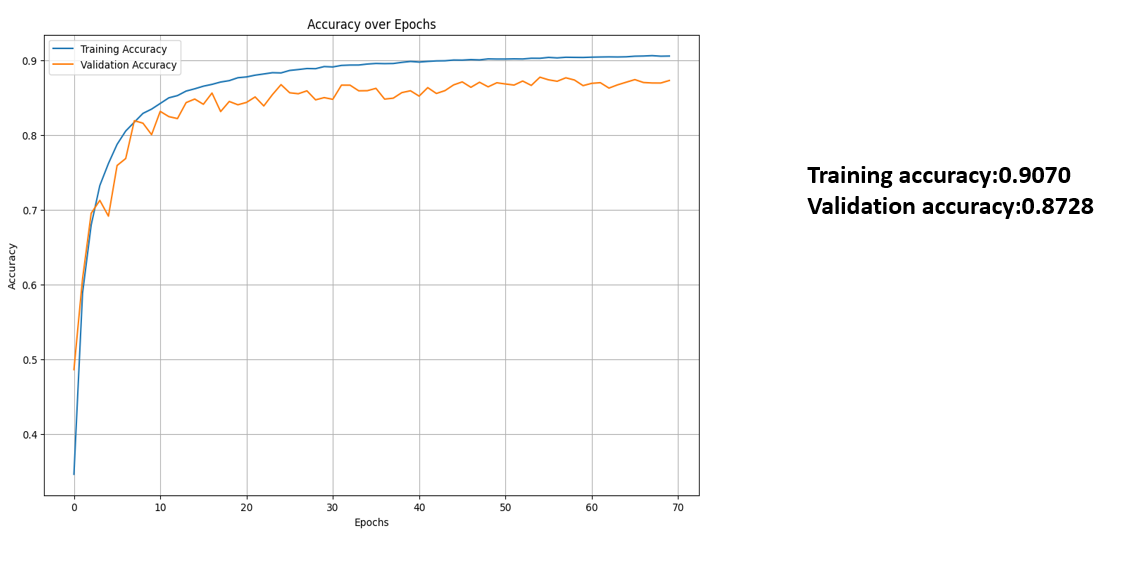 Accuracy over Epochs
Training Accuracy
Validation Accuracy
0.9
0.8
0.7
0.6
0.5
0.4
Accuracy
0 10 20 30 40 50 60 70
Epochs
Training accuracy:0.9070
Validation accuracy:0.8728